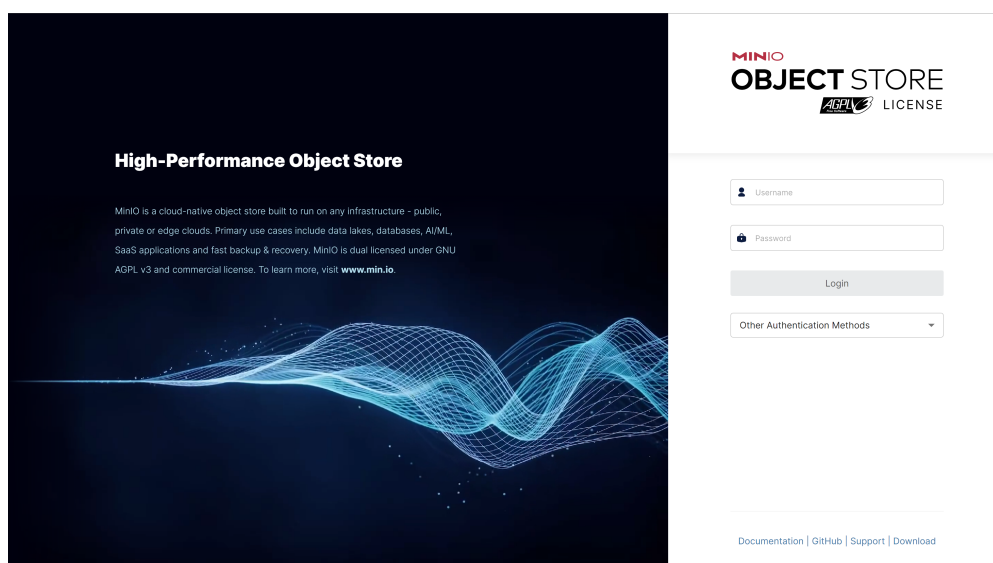 High-Performance Object Store
MinIO is a cloud-native object store built to run on any infrastructure - public,
private or edge clouds. Primary use cases include data lakes, databases, AI/ML,
SaaS applications and fast backup & recovery. MinIO is dual licensed under GNU
AGPL v3 and commercial license. To learn more, visit www.min.io.
MINIO
OBJECT STORE
AGPLv3 LICENSE
Free Software
Username
Password
Login
Other Authentication Methods
Documentation | GitHub | Support | Download